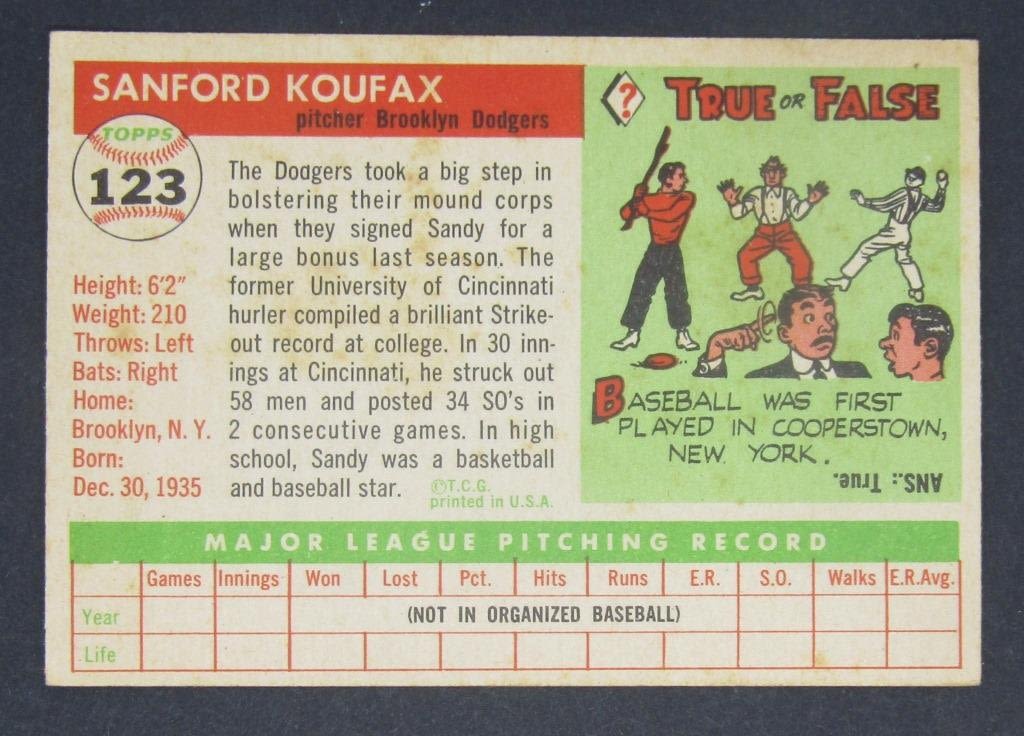 SANFORD KOUFAX
pitcher Brooklyn Dodgers
TOPPS
123
Height: 6'2"
Weight: 210
Throws: Left
Bats: Right
Home:
Brooklyn, N. Y.
Born:
Dec. 30, 1935
The Dodgers took a big step in
bolstering their mound corps
when they signed Sandy for a
large bonus last season. The
former University of Cincinnati
hurler compiled a brilliant Strike-
out record at college. In 30 inn-
ings at Cincinnati, he struck out
58 men and posted 34 SO's in
2 consecutive games. In high
school, Sandy was a basketball
and baseball star.
©T.C.G.
printed in U.S.A.
?
TRUE OR FALSE
BASEBALL WAS FIRST
PLAYED IN COOPERSTOWN,
NEW YORK.
ANS.: True.
MAJOR LEAGUE PITCHING RECORD
Games Innings Won Lost Pct. Hits Runs E.R. S.O. Walks E.R.Avg.
Year (NOT IN ORGANIZED BASEBALL)
Life